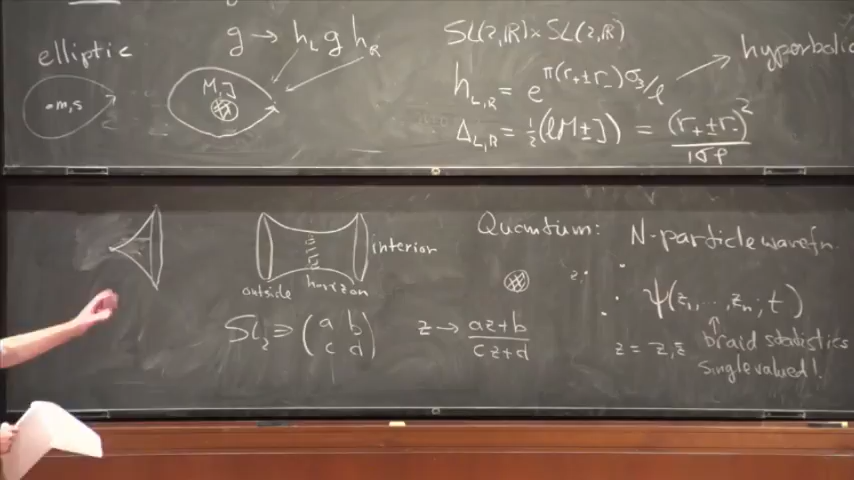 elliptic
• m, s
g → h_L g h_R
M, J
SL(2,ℝ) × SL(2,ℝ)
h_{L,R} = e^{π(r_+ ± r_-)σ_3/ℓ}
hyperbolic
Δ_{L,R} = ½(ℓM ± J) = (r_+ ± r_-)²
interior
outside
horizon
SL_2 ∋ (a b
c d)
z → az+b
cz+d
Quantum:
N-particle wavefn.
z_i
ψ(z_1, ..., z_n; t)
braid statistics
z = z, z̄
single valued!